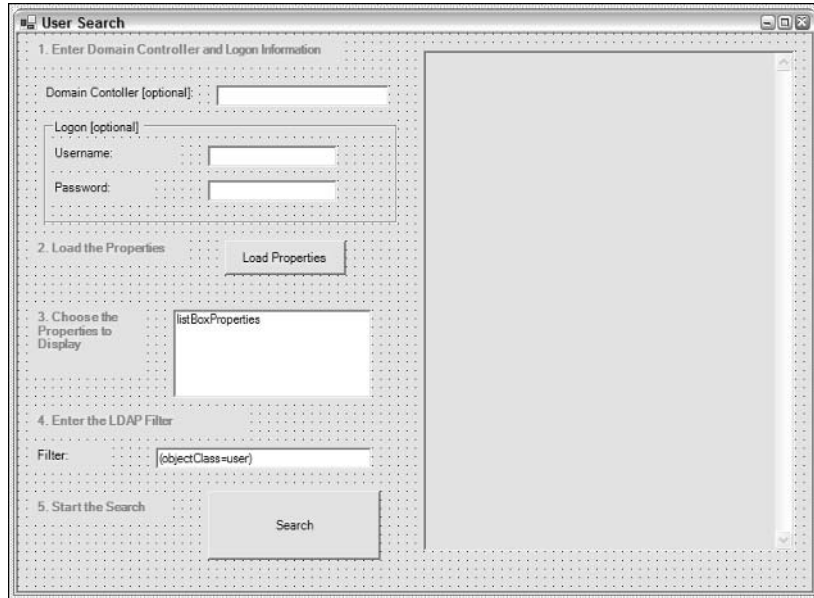 User Search
1. Enter Domain Controller and Logon Information
Domain Contoller [optional]:
Logon [optional]
Username:
Password:
2. Load the Properties
Load Properties
3. Choose the
Properties to
Display
listBoxProperties
4. Enter the LDAP Filter
Filter:
(objectClass=user)
5. Start the Search
Search